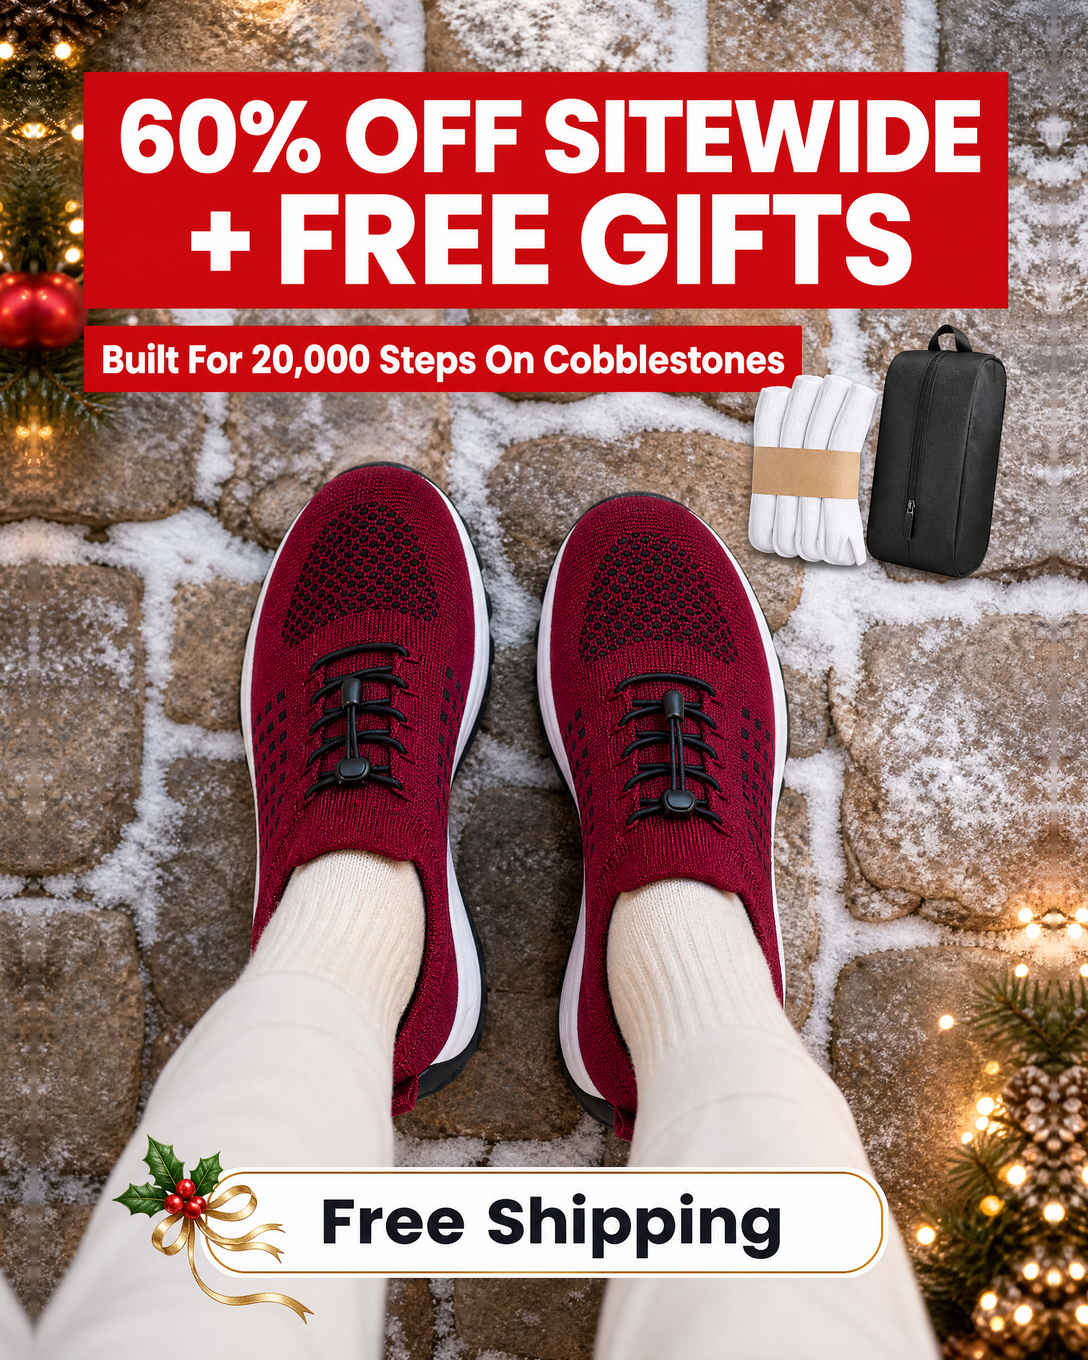 60% OFF SITEWIDE
+ FREE GIFTS
Built For 20,000 Steps On Cobblestones
Free Shipping